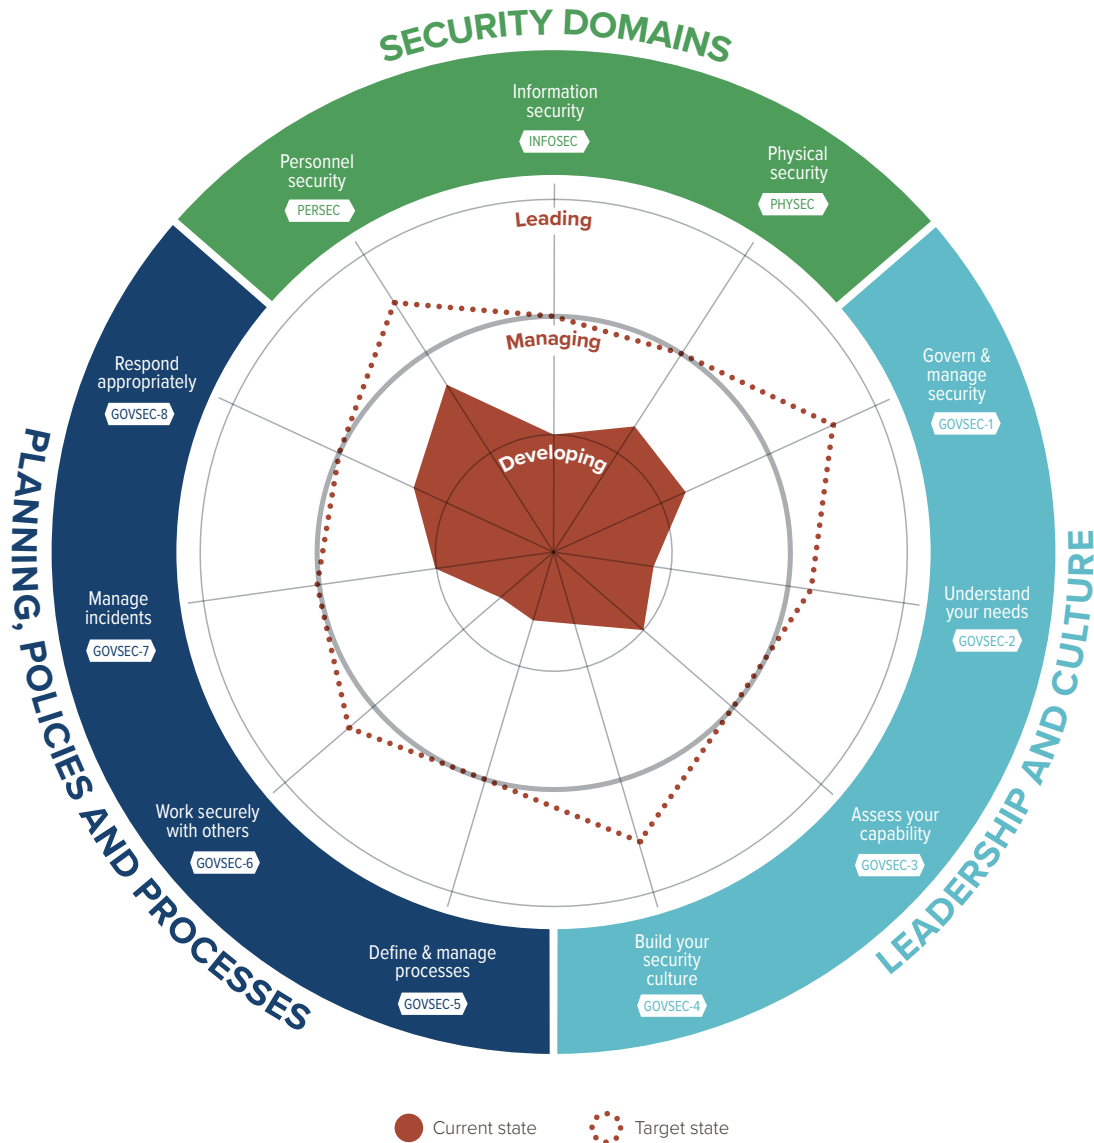 SECURITY DOMAINS
Information
security
INFOSEC
Physical
security
PHYSEC
Personnel
security
PERSEC
Leading
Managing
Developing
Govern &
manage
security
GOVSEC-1
Understand
your needs
GOVSEC-2
Assess your
capability
GOVSEC-3
Build your
security
culture
GOVSEC-4
LEADERSHIP AND CULTURE
Define & manage
processes
GOVSEC-5
Work securely
with others
GOVSEC-6
Manage
incidents
GOVSEC-7
Respond
appropriately
GOVSEC-8
PLANNING, POLICIES AND PROCESSES
Current state
Target state